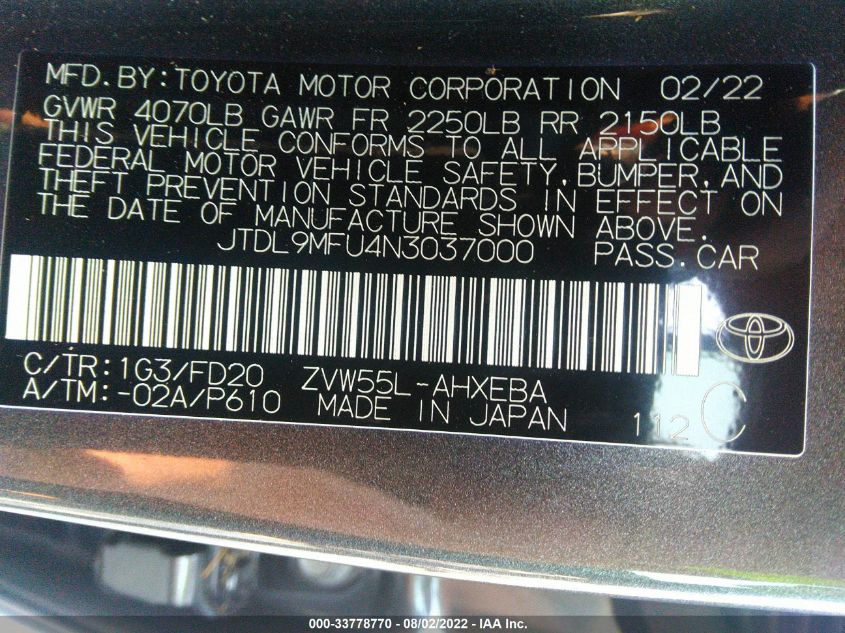 MFD. BY: TOYOTA MOTOR CORPORATION 02/22
GVWR 4070LB GAWR FR 2250LB RR 2150LB
THIS VEHICLE CONFORMS TO ALL APPLICABLE
FEDERAL MOTOR VEHICLE SAFETY, BUMPER, AND
THEFT PREVENTION STANDARDS IN EFFECT ON
THE DATE OF MANUFACTURE SHOWN ABOVE.
JTDL9MFU4N3037000 PASS. CAR
C/TR: 1G3/FD20 ZVW55L-AHXEBA
A/TM: -02A/P610 MADE IN JAPAN 112 C
000-33778770 - 08/02/2022 - IAA Inc.